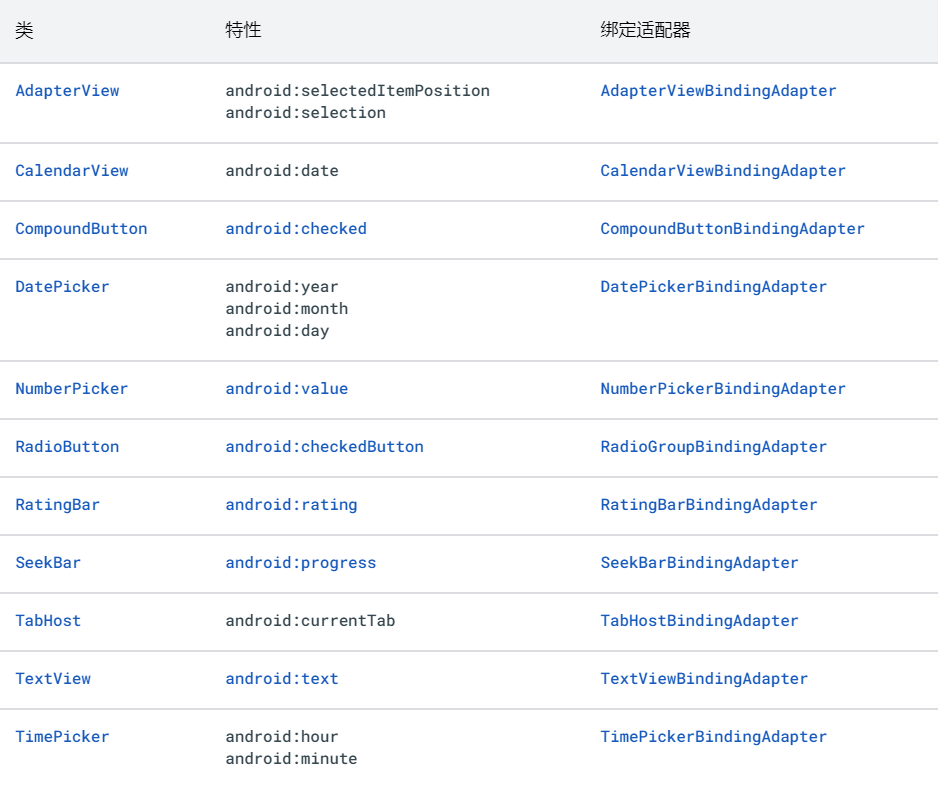 类 特性 绑定适配器
AdapterView android:selectedItemPosition AdapterViewBindingAdapter
android:selection
CalendarView android:date CalendarViewBindingAdapter
CompoundButton android:checked CompoundButtonBindingAdapter
DatePicker android:year DatePickerBindingAdapter
android:month
android:day
NumberPicker android:value NumberPickerBindingAdapter
RadioButton android:checkedButton RadioGroupBindingAdapter
RatingBar android:rating RatingBarBindingAdapter
SeekBar android:progress SeekBarBindingAdapter
TabHost android:currentTab TabHostBindingAdapter
TextView android:text TextViewBindingAdapter
TimePicker android:hour TimePickerBindingAdapter
android:minute